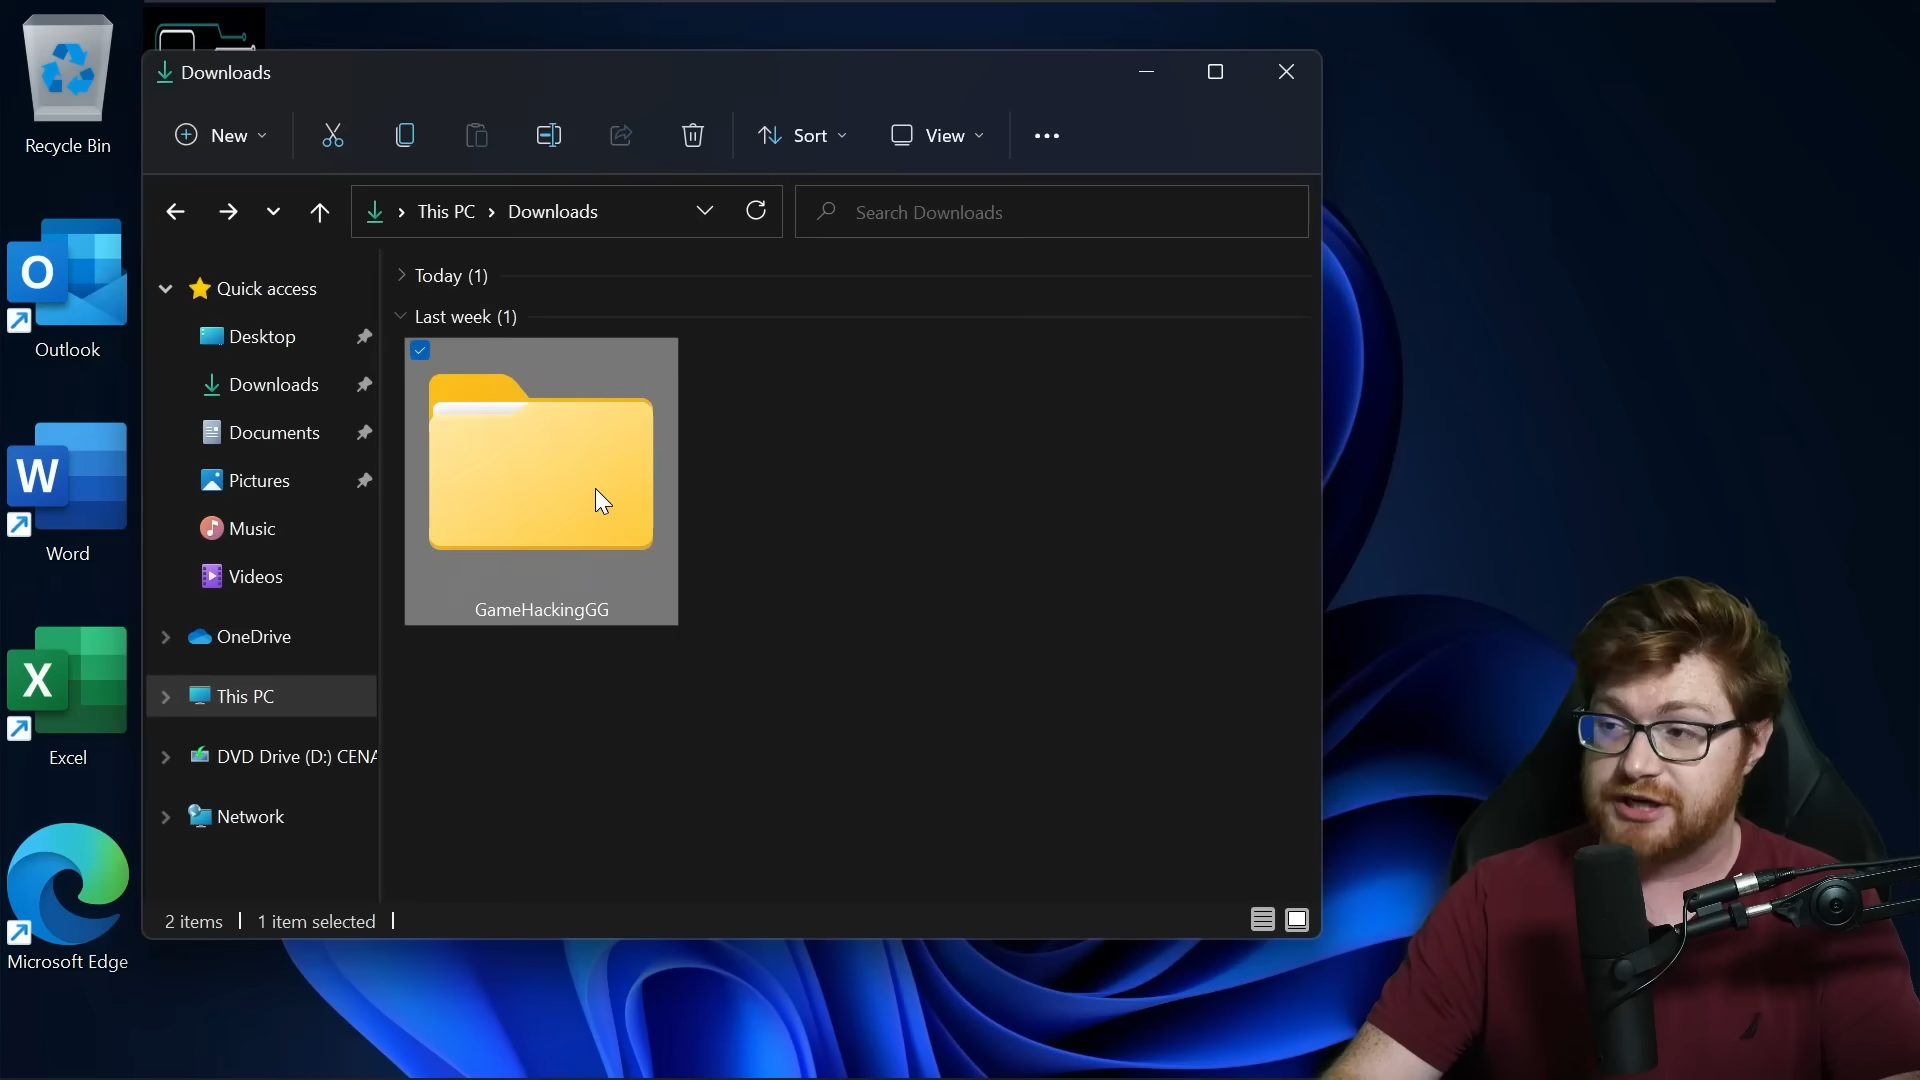 Recycle Bin
Outlook
Word
Excel
Microsoft Edge
Downloads
New
Sort
View
This PC
Downloads
Search Downloads
Quick access
Desktop
Downloads
Documents
Pictures
Music
Videos
OneDrive
This PC
DVD Drive (D:) CENA
Network
Today (1)
Last week (1)
GameHackingGG
2 items
1 item selected